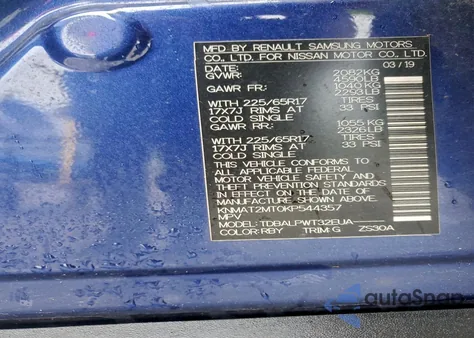 MFD BY RENAULT SAMSUNG MOTORS
CO., LTD. FOR NISSAN MOTOR CO., LTD.
DATE: 03/19
GVWR: 2082KG
4590LB
GAWR FR: 1040KG
2293LB
WITH 225/65R17 TIRES
17X7J RIMS AT 33 PSI
COLD SINGLE
GAWR RR: 1055 KG
2326LB
WITH 225/65R17 TIRES
17X7J RIMS AT 33 PSI
COLD SINGLE
THIS VEHICLE CONFORMS TO
ALL APPLICABLE FEDERAL
MOTOR VEHICLE SAFETY AND
THEFT PREVENTION STANDARDS
IN EFFECT ON THE DATE OF
MANUFACTURE SHOWN ABOVE.
KNMAT2MT0KP544357
MPV
MODEL: TDBALPWT32EUA
COLOR:RBY TRIM:G ZS30A
autoSnap